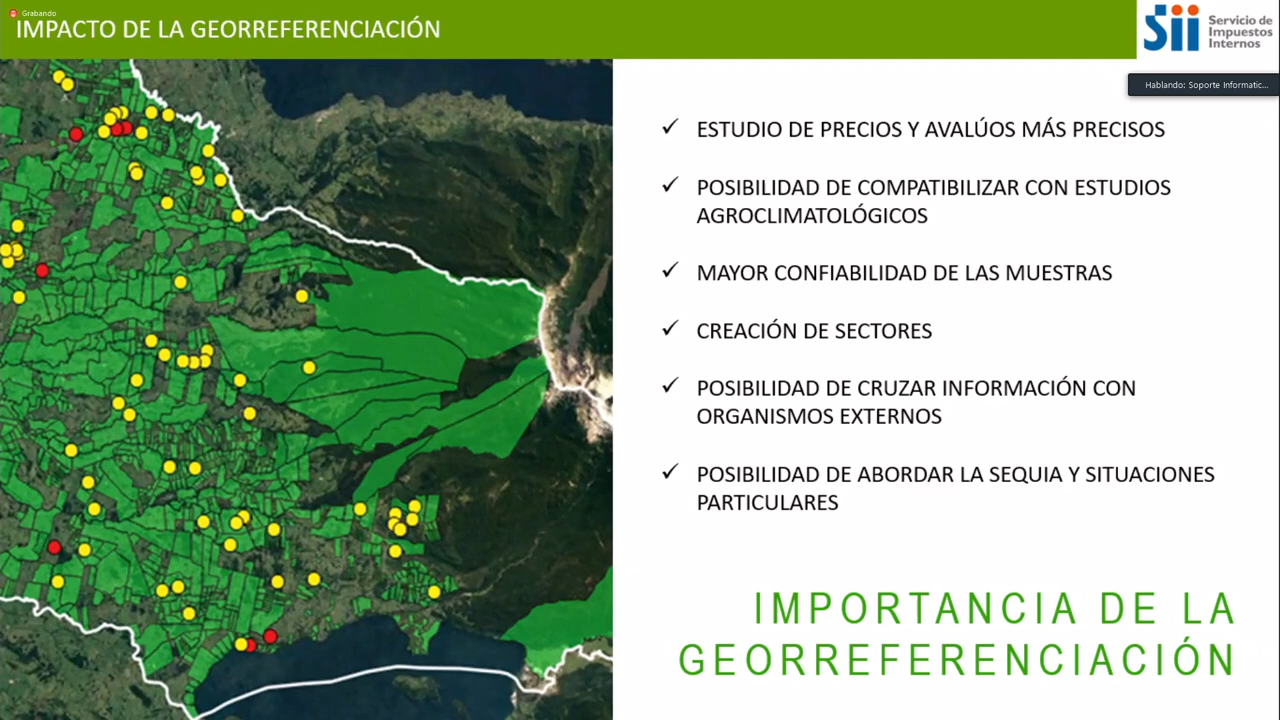 Grabando
IMPACTO DE LA GEORREFERENCIACIÓN
Sii Servicio de
Impuestos
Internos
Hablando: Soporte Informatic...
✓ ESTUDIO DE PRECIOS Y AVALÚOS MÁS PRECISOS
✓ POSIBILIDAD DE COMPATIBILIZAR CON ESTUDIOS
AGROCLIMATOLÓGICOS
✓ MAYOR CONFIABILIDAD DE LAS MUESTRAS
✓ CREACIÓN DE SECTORES
✓ POSIBILIDAD DE CRUZAR INFORMACIÓN CON
ORGANISMOS EXTERNOS
✓ POSIBILIDAD DE ABORDAR LA SEQUIA Y SITUACIONES
PARTICULARES
IMPORTANCIA DE LA
GEORREFERENCIACIÓN